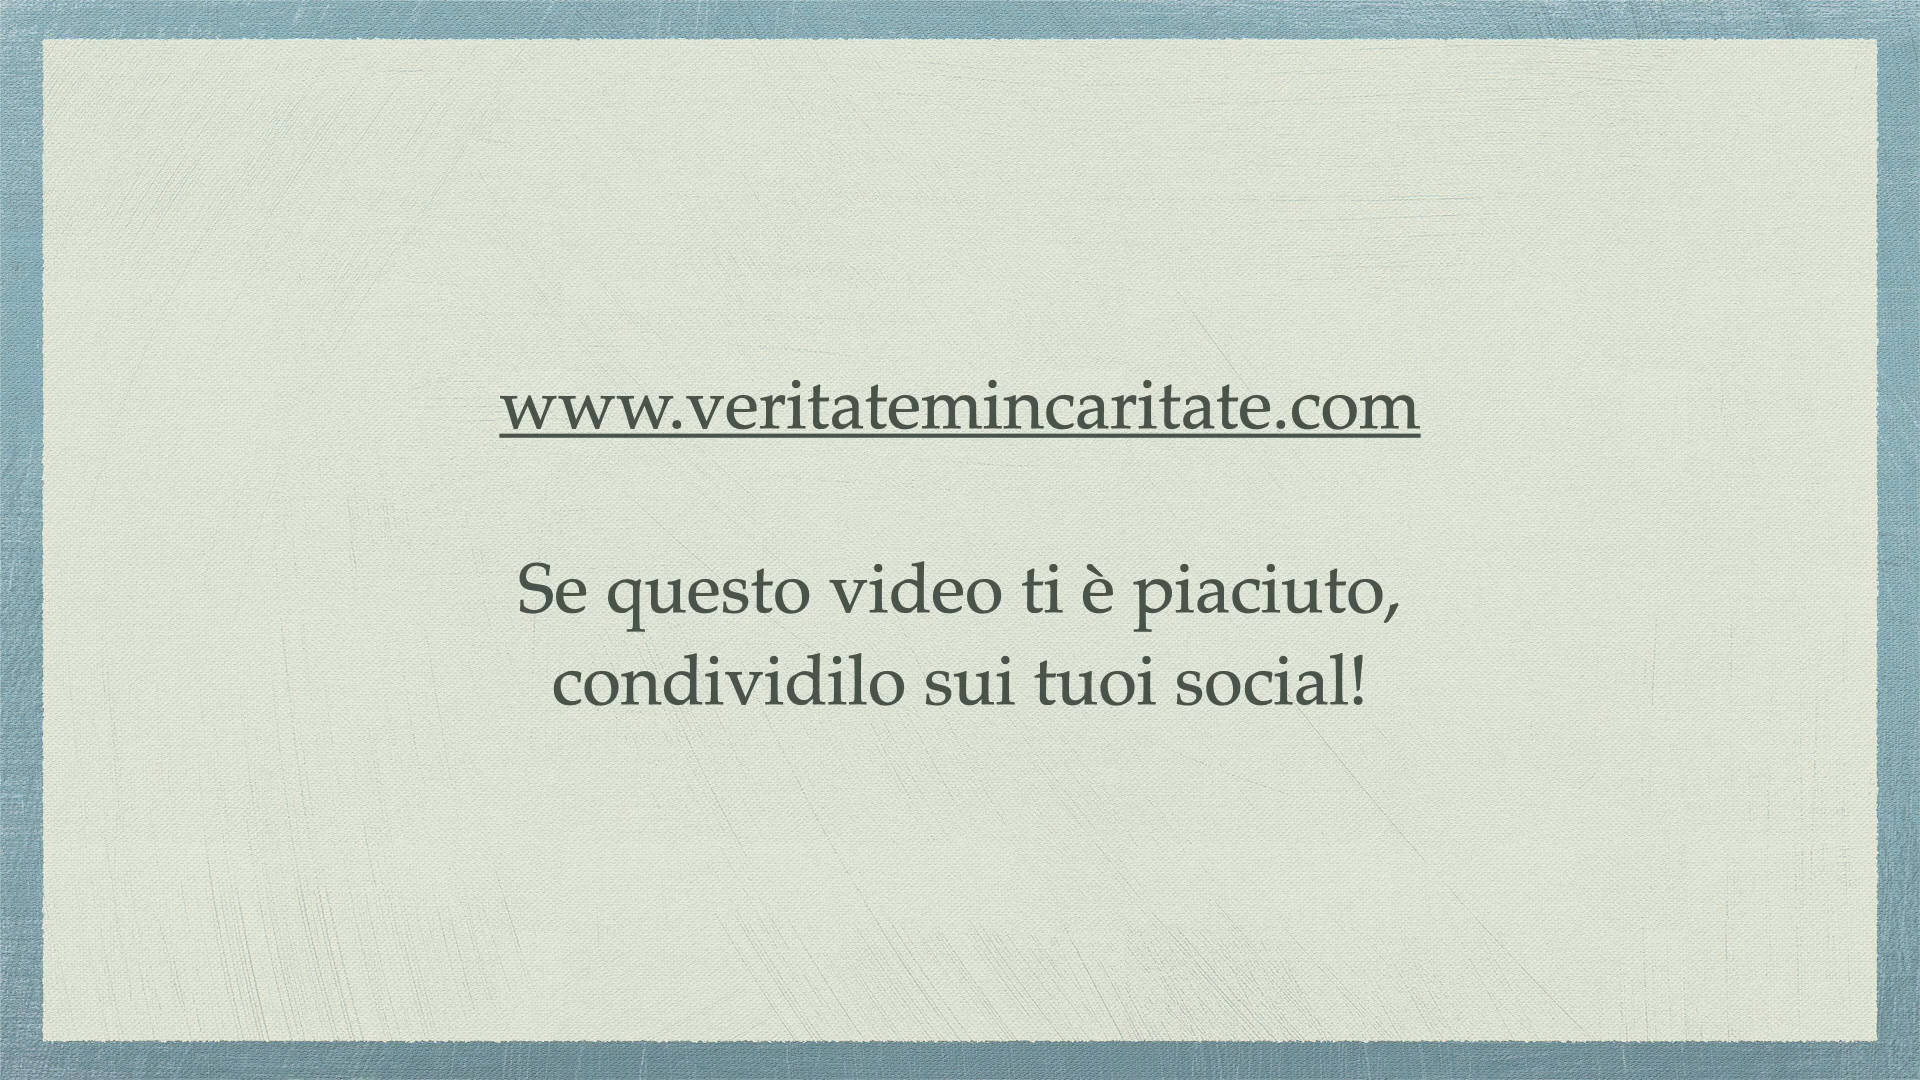 www.veritatemincaritate.com
Se questo video ti è piaciuto,
condividilo sui tuoi social!